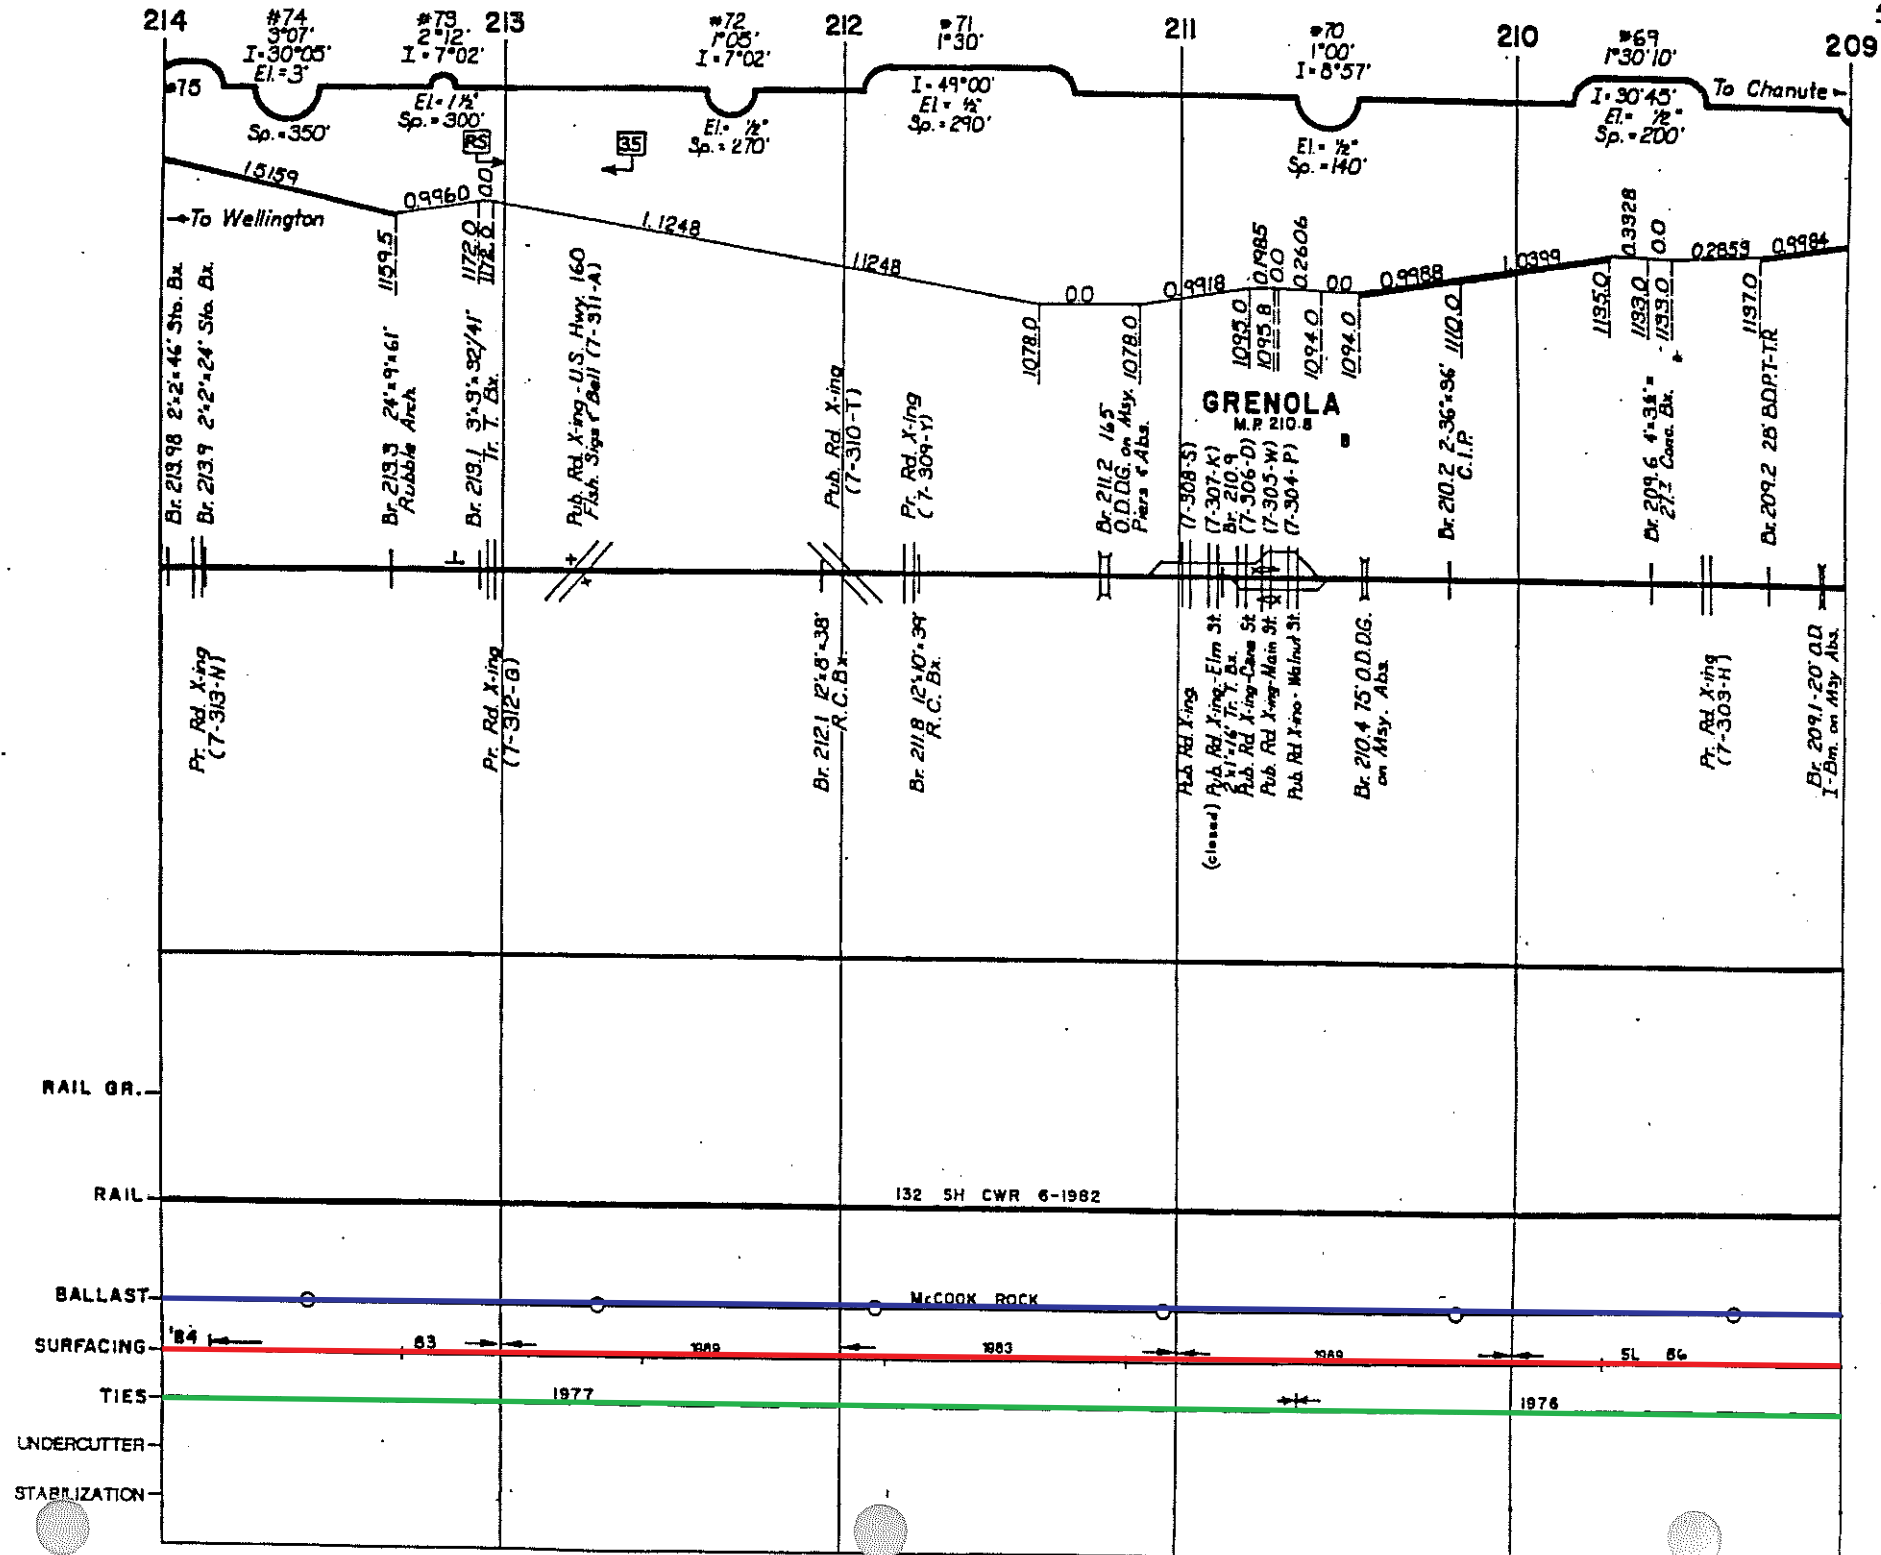 214
#74
3°07'
I=30°05'
El.=3"
Sp.=350'
#75
#73
2°12'
I=7°02'
El=1½"
Sp.=300'
213
#72
1°05'
I=7°02'
El.=½"
Sp.=270'
212
#71
1°30'
I=49°00'
El=½"
Sp.=290'
211
#70
1°00'
I=8°57'
El=½"
Sp.=140'
210
#69
1°30'10"
I=30°45'
El=½"
Sp.=200'
209
To Chanute
RS
35
1.5159
0.9960
0.0
1.1248
1.1248
0.0
0.9918
0.1985
0.0
0.2606
0.0
0.9988
1.0399
0.3328
0.0
0.2859
0.9984
To Wellington
1159.5
1172.0
1172.0
1078.0
1078.0
1095.0
1095.8
1094.0
1094.0
1110.0
1135.0
1133.0
1133.0
1137.0
GRENOLA
M.P. 210.8
B
Br. 213.98 2'x2'x46' Sto. Bx.
Br. 213.9 2'x2'x24' Sto. Bx.
Br. 213.3 24'x9'x61'
Rubble Arch.
Br. 213.1 3'x3'x32'/41'
Tr. T. Bx.
Pub. Rd. X-ing - U.S. Hwy. 160
Flsh. Sigs & Bell (7-311-A)
Pub. Rd. X-ing
(7-310-T)
Pr. Rd. X-ing
(7-309-Y)
Br. 211.2 165'
O.D.D.G. on Msy.
Piers & Abs.
(7-308-S)
(7-307-K)
Br. 210.9
(7-306-D)
(7-305-W)
(7-304-P)
Br. 210.2 2-36"x36'
C.I.P.
Br. 209.6
Conc. Bx.
Br. 209.2 28' B.D.P.T-TR
Pr. Rd. X-ing
(7-313-N)
Pr. Rd. X-ing
(7-312-G)
Br. 212.1 12'x8'x38'
R.C. Bx.
Br. 211.8 12'x10'x39'
R.C. Bx.
Pub. Rd. X-ing
(closed) Pub. Rd. X-ing-Elm St.
2'x1'x16' Tr. T. Bx.
Pub. Rd X-ing-Cana St
Pub. Rd X-ing-Main St.
Pub. Rd X-ing-Walnut St.
Br. 210.4 75' O.D.D.G.
on Msy. Abs.
Pr. Rd X-ing
(7-303-H)
Br. 209.1-20' O.D.
I-Bm. on Msy Abs.
RAIL GR.
RAIL
132 SH CWR 6-1982
BALLAST
McCOOK ROCK
SURFACING
'84
83
1989
1983
1989
SL 86
TIES
1977
1976
UNDERCUTTER
STABILIZATION